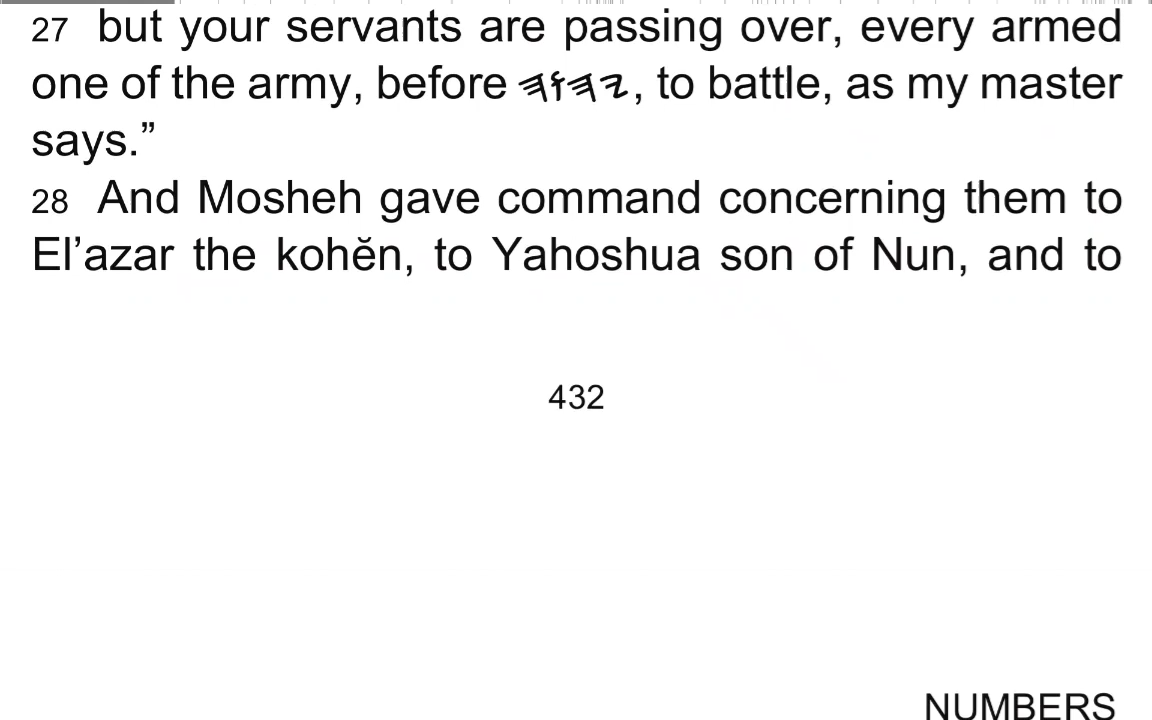 27 but your servants are passing over, every armed
one of the army, before 𐤉𐤄𐤅𐤄, to battle, as my master
says.”
28 And Mosheh gave command concerning them to
El’azar the kohĕn, to Yahoshua son of Nun, and to
432
NUMBERS